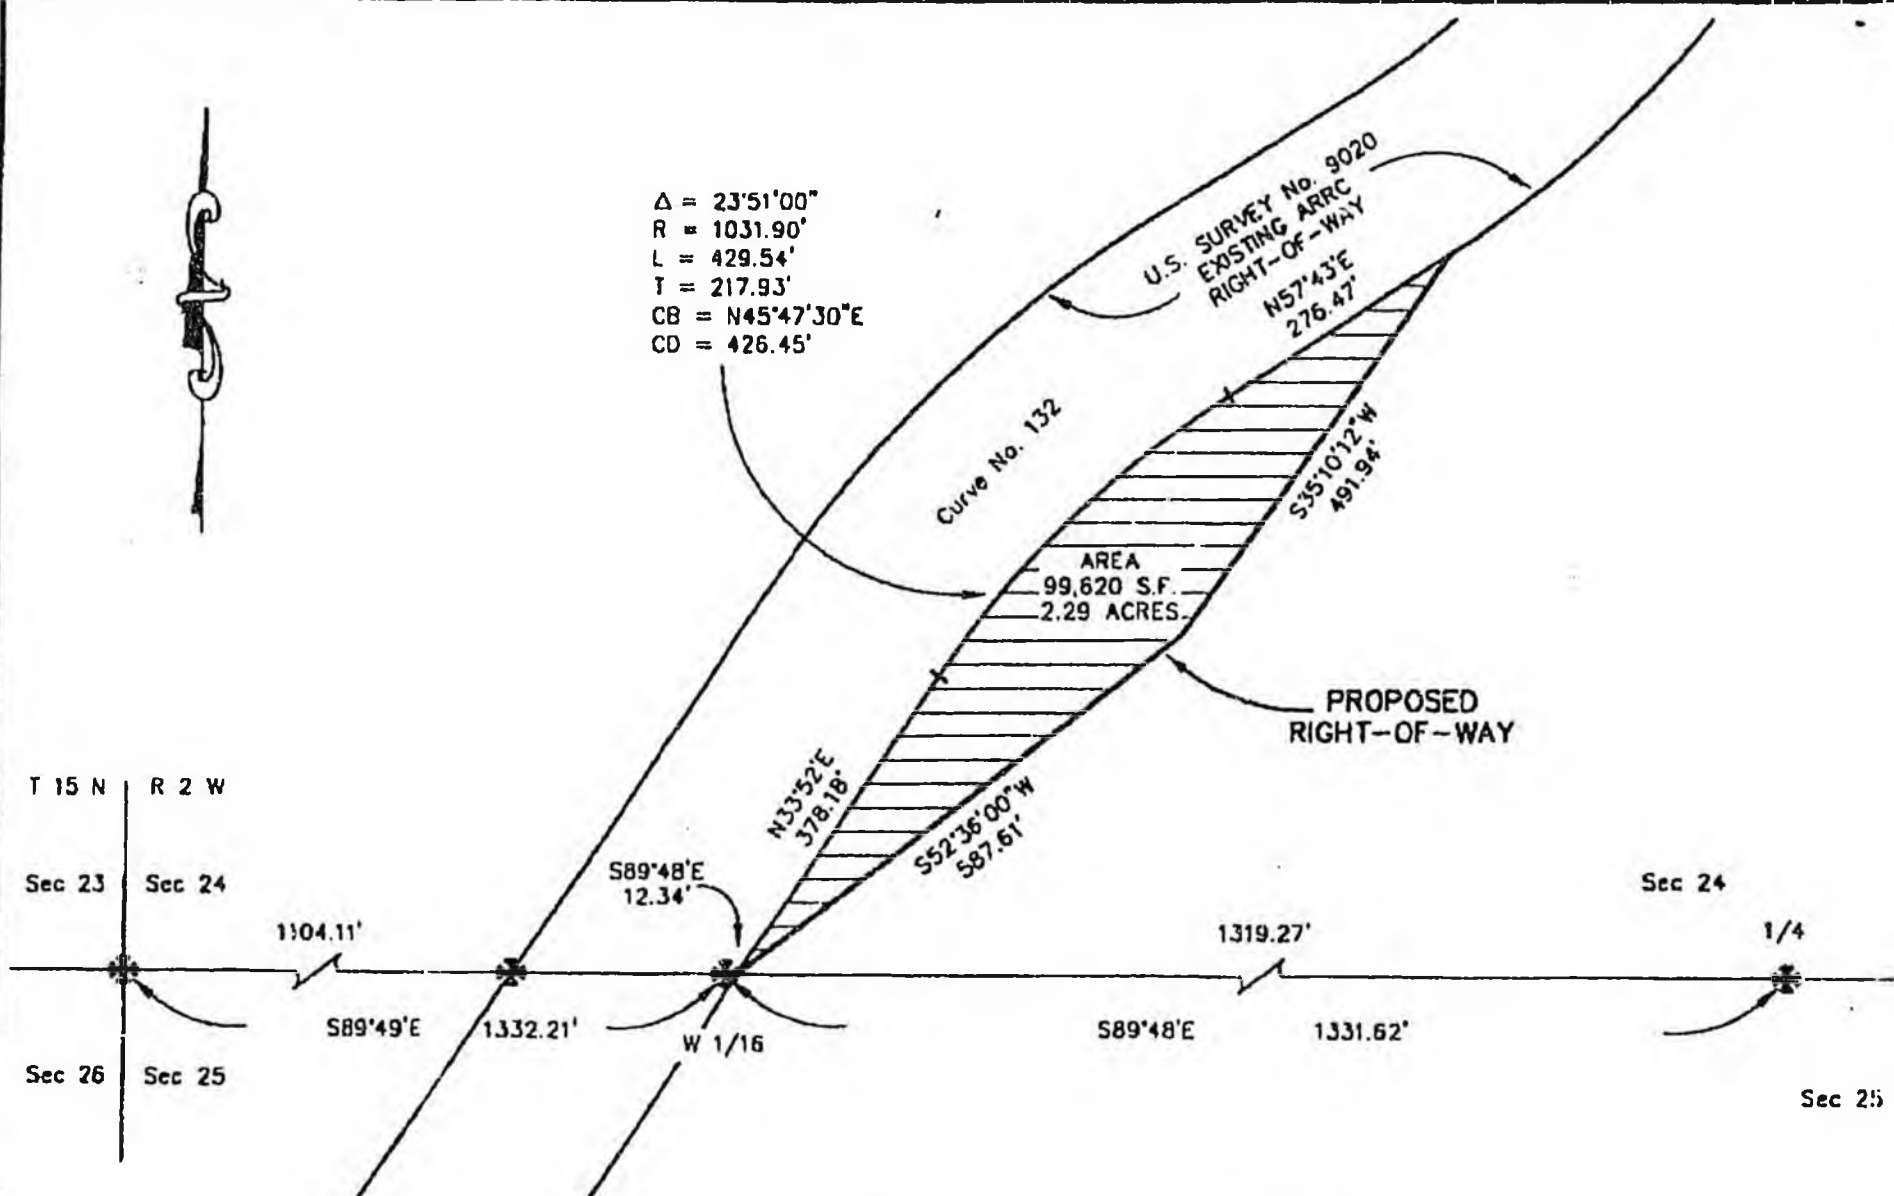 Δ = 23°51'00"
R = 1031.90'
L = 429.54'
T = 217.93'
CB = N45°47'30"E
CD = 426.45'
U.S. SURVEY No. 9020
EXISTING ARRC
RIGHT-OF-WAY
N57°43'E
276.47'
Curve No. 132
S35°10'12"W
491.94'
AREA
99,620 S.F.
2.29 ACRES
PROPOSED
RIGHT-OF-WAY
N33°52'E
378.18'
S52°36'00"W
587.61'
T 15 N R 2 W
Sec 23 Sec 24
S89°48'E
12.34'
Sec 24
1104.11'
1319.27'
1/4
S89°49'E 1332.21'
W 1/16
S89°48'E 1331.62'
Sec 26 Sec 25
Sec 25